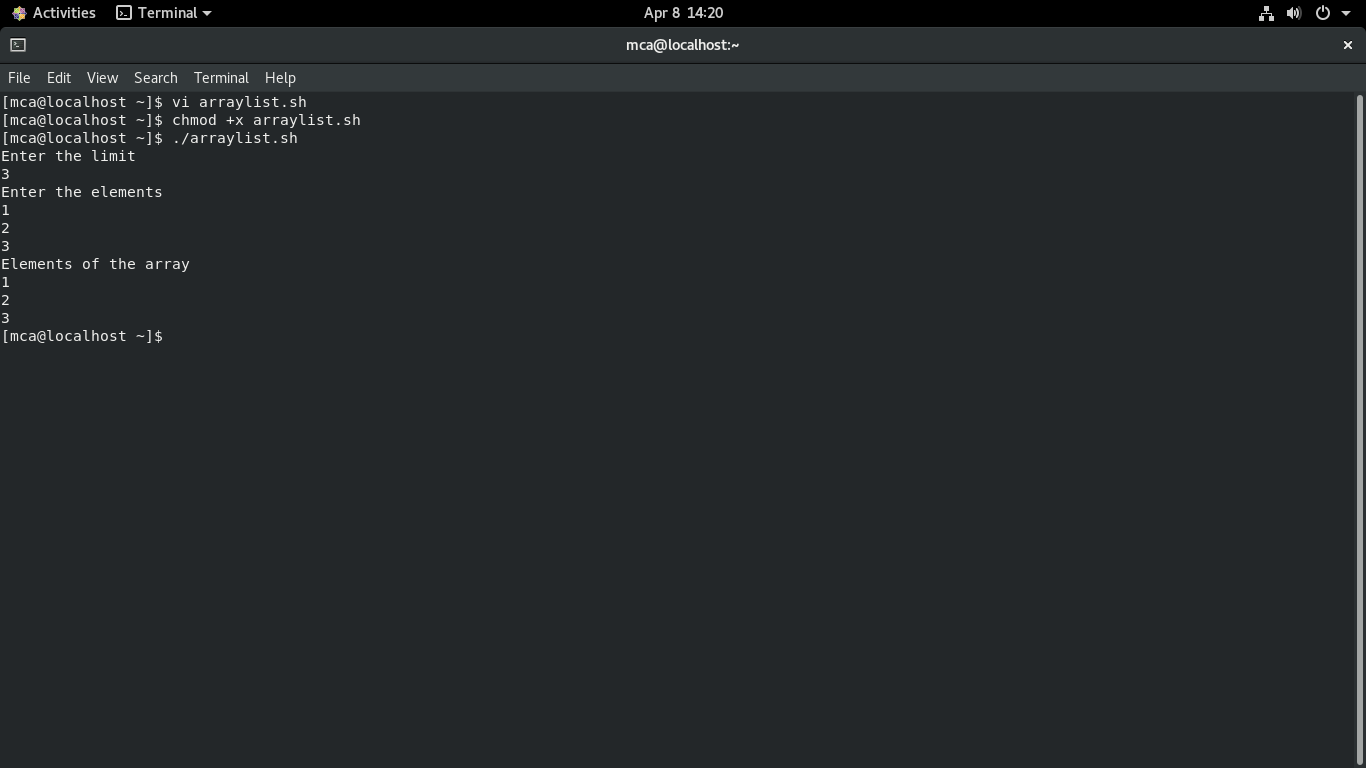 Activities Terminal Apr 8 14:20
mca@localhost:~
File Edit View Search Terminal Help
[mca@localhost ~]$ vi arraylist.sh
[mca@localhost ~]$ chmod +x arraylist.sh
[mca@localhost ~]$ ./arraylist.sh
Enter the limit
3
Enter the elements
1
2
3
Elements of the array
1
2
3
[mca@localhost ~]$